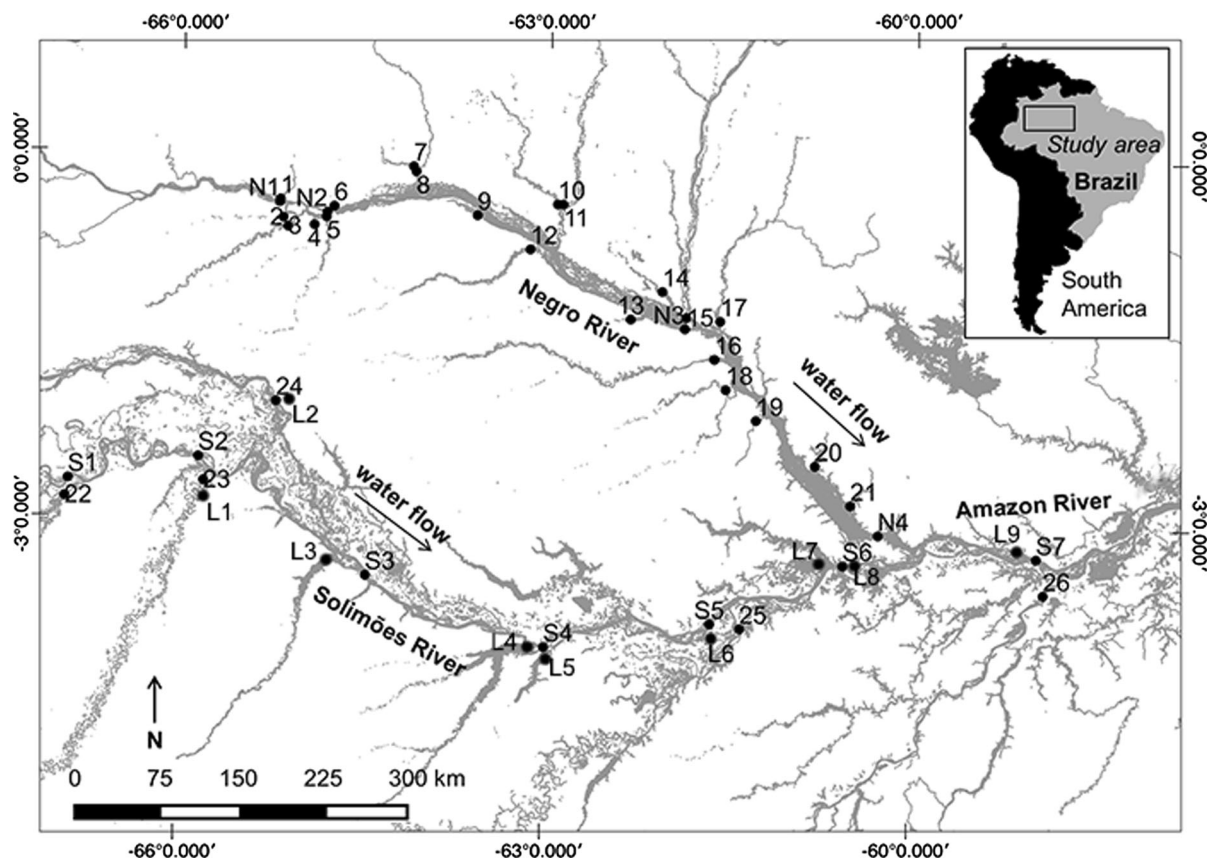 -66°0.000′ -63°0.000′ -60°0.000′
0°0.000′
0°0.000′
Study area
Brazil
South
America
7
8
N1 1
N2 6
2 3
4 5
9
10
11
12
14
13 N3 15 17
Negro River
16
18
19
water flow
20
21
N4
24
L2
S1
22
S2
23
L1
water flow
-3°0.000′
-3°0.000′
L3
S3
Solimões River
L4 S4
L5
S5
25
L6
L7 S6
L8
Amazon River
L9
S7
26
N
0 75 150 225 300 km
-66°0.000′ -63°0.000′ -60°0.000′